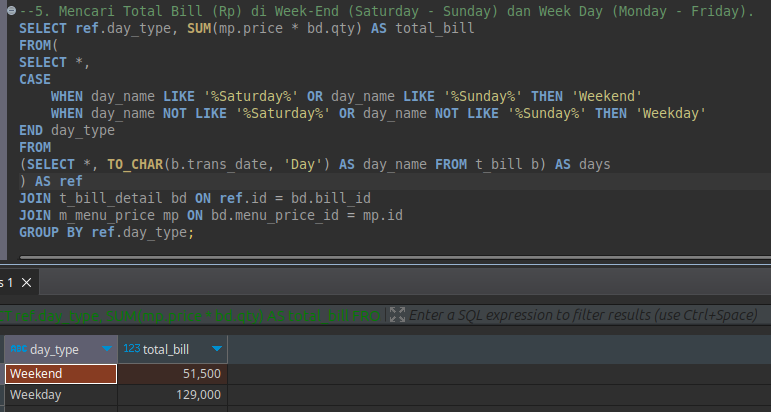 --5. Mencari Total Bill (Rp) di Week-End (Saturday - Sunday) dan Week Day (Monday - Friday).
SELECT ref.day_type, SUM(mp.price * bd.qty) AS total_bill
FROM(
SELECT *,
CASE
WHEN day_name LIKE '%Saturday%' OR day_name LIKE '%Sunday%' THEN 'Weekend'
WHEN day_name NOT LIKE '%Saturday%' OR day_name NOT LIKE '%Sunday%' THEN 'Weekday'
END day_type
FROM
(SELECT *, TO_CHAR(b.trans_date, 'Day') AS day_name FROM t_bill b) AS days
) AS ref
JOIN t_bill_detail bd ON ref.id = bd.bill_id
JOIN m_menu_price mp ON bd.menu_price_id = mp.id
GROUP BY ref.day_type;
s 1
ref.day_type, SUM(mp.price * bd.qty) AS total_bill FRO Enter a SQL expression to filter results (use Ctrl+Space)
ABC day_type 123 total_bill
Weekend 51,500
Weekday 129,000